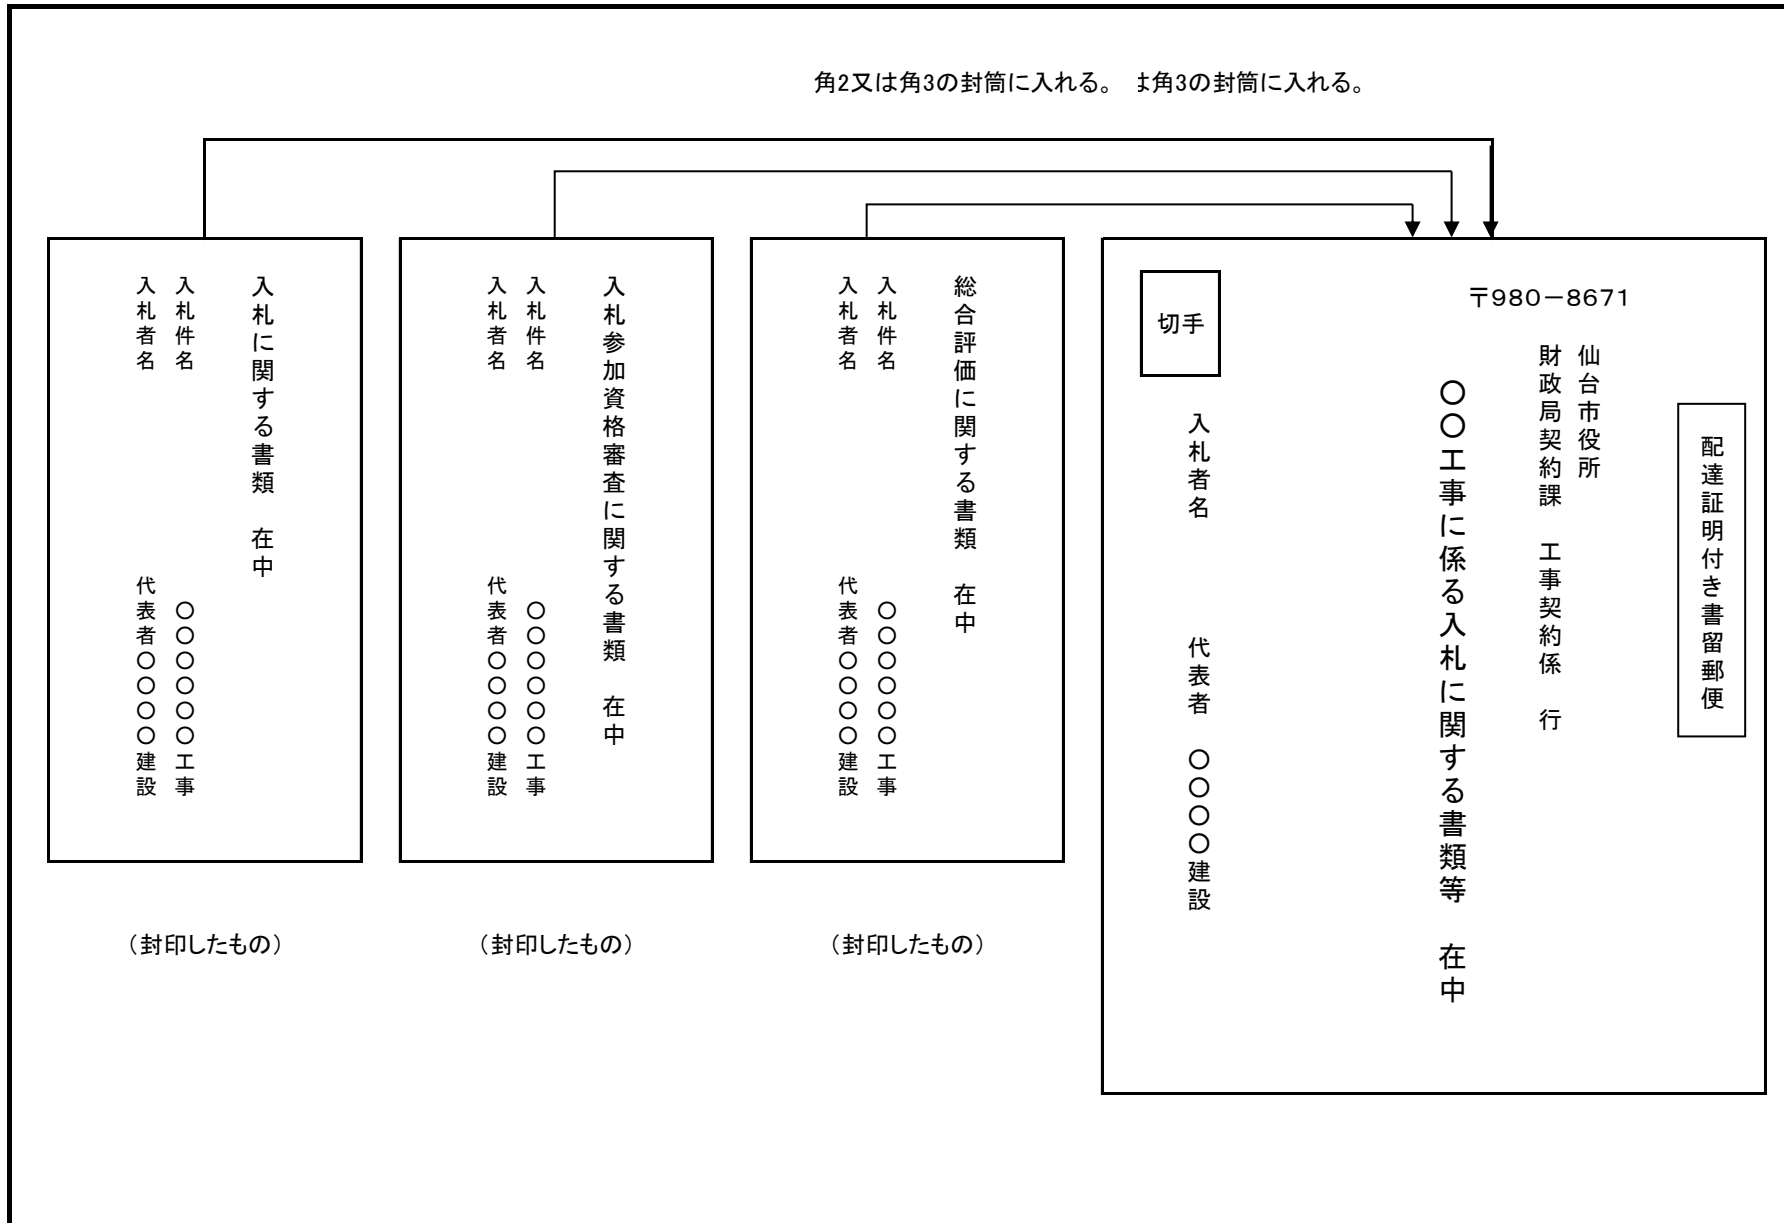 角2又は角3の封筒に入れる。 は角3の封筒に入れる。
入札に関する書類　在中
入札件名　〇〇〇〇〇〇工事
入札者名　代表者〇〇〇〇建設
（封印したもの）
入札参加資格審査に関する書類　在中
入札件名　〇〇〇〇〇〇工事
入札者名　代表者〇〇〇〇建設
（封印したもの）
総合評価に関する書類　在中
入札件名　〇〇〇〇〇〇工事
入札者名　代表者〇〇〇〇建設
（封印したもの）
配達証明付き書留郵便
〒980－8671
仙台市役所
財政局契約課　工事契約係　行
〇〇工事に係る入札に関する書類等　在中
切手
入札者名　代表者　〇〇〇〇建設